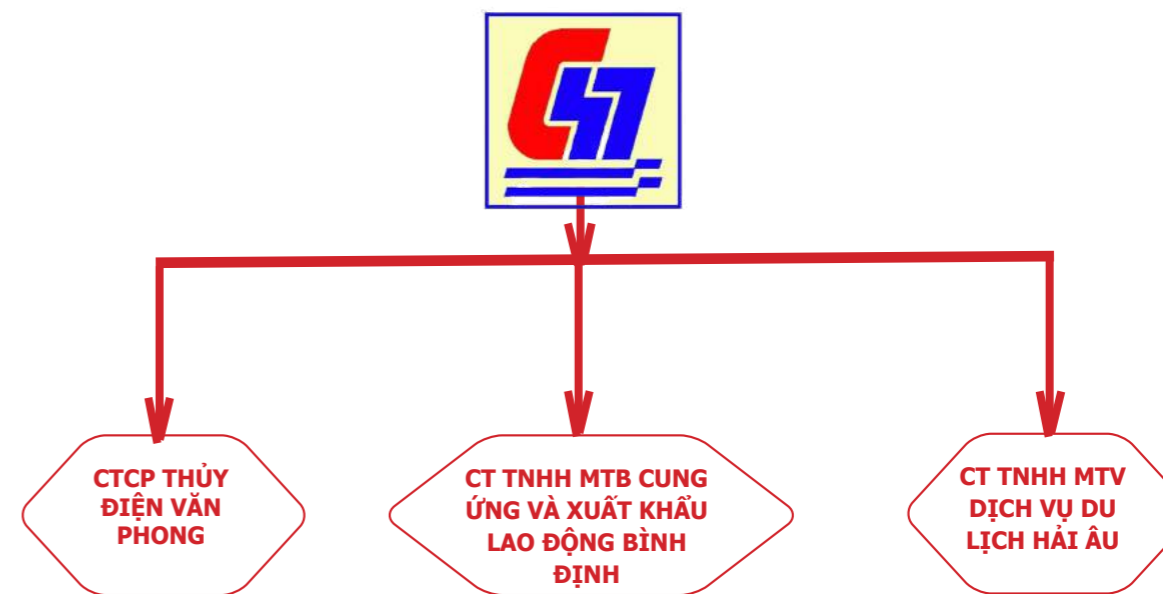 C47
CTCP THỦY
ĐIỆN VĂN
PHONG
CT TNHH MTB CUNG
ỨNG VÀ XUẤT KHẨU
LAO ĐỘNG BÌNH
ĐỊNH
CT TNHH MTV
DỊCH VỤ DU
LỊCH HẢI ÂU